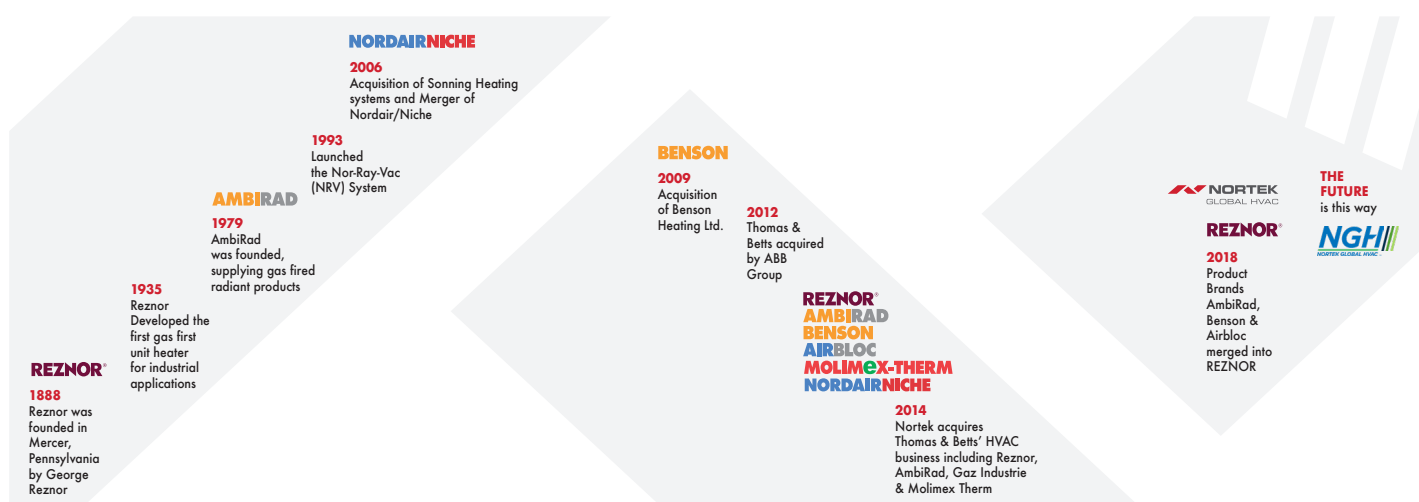 REZNOR®
1888
Reznor was
founded in
Mercer,
Pennsylvania
by George
Reznor
1935
Reznor
Developed the
first gas first
unit heater
for industrial
applications
AMBIRAD
1979
AmbiRad
was founded,
supplying gas fired
radiant products
1993
Launched
the Nor-Ray-Vac
(NRV) System
NORDAIRNICHE
2006
Acquisition of Sonning Heating
systems and Merger of
Nordair/Niche
BENSON
2009
Acquisition
of Benson
Heating Ltd.
2012
Thomas &
Betts acquired
by ABB
Group
REZNOR®
AMBIRAD
BENSON
AIRBLOC
MOLIMeX-THERM
NORDAIRNICHE
2014
Nortek acquires
Thomas & Betts' HVAC
business including Reznor,
AmbiRad, Gaz Industrie
& Molimex Therm
NORTEK
GLOBAL HVAC
REZNOR®
2018
Product
Brands
AmbiRad,
Benson &
Airbloc
merged into
REZNOR
THE
FUTURE
is this way
NGH
NORTEK GLOBAL HVAC